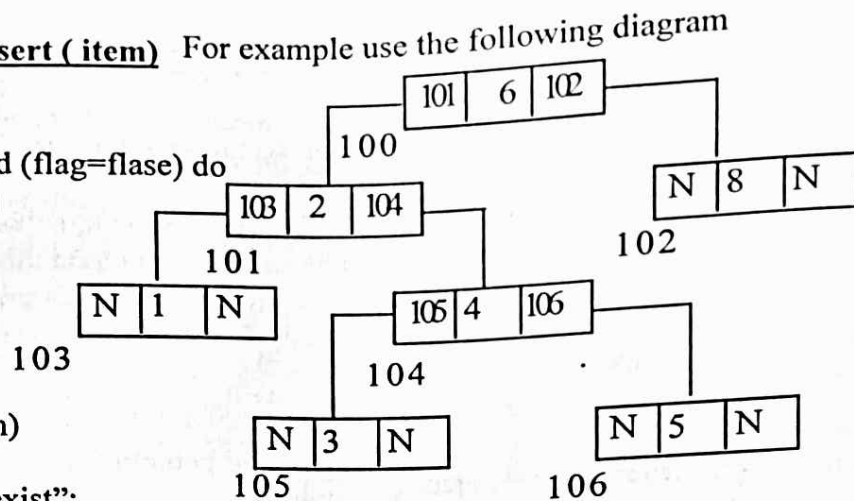 sert ( item) For example use the following diagram
101 6 102
100
d (flag=flase) do
N 8 N
103 2 104
102
101
N 1 N
105 4 106
103
104
N 3 N
N 5 N
105
106